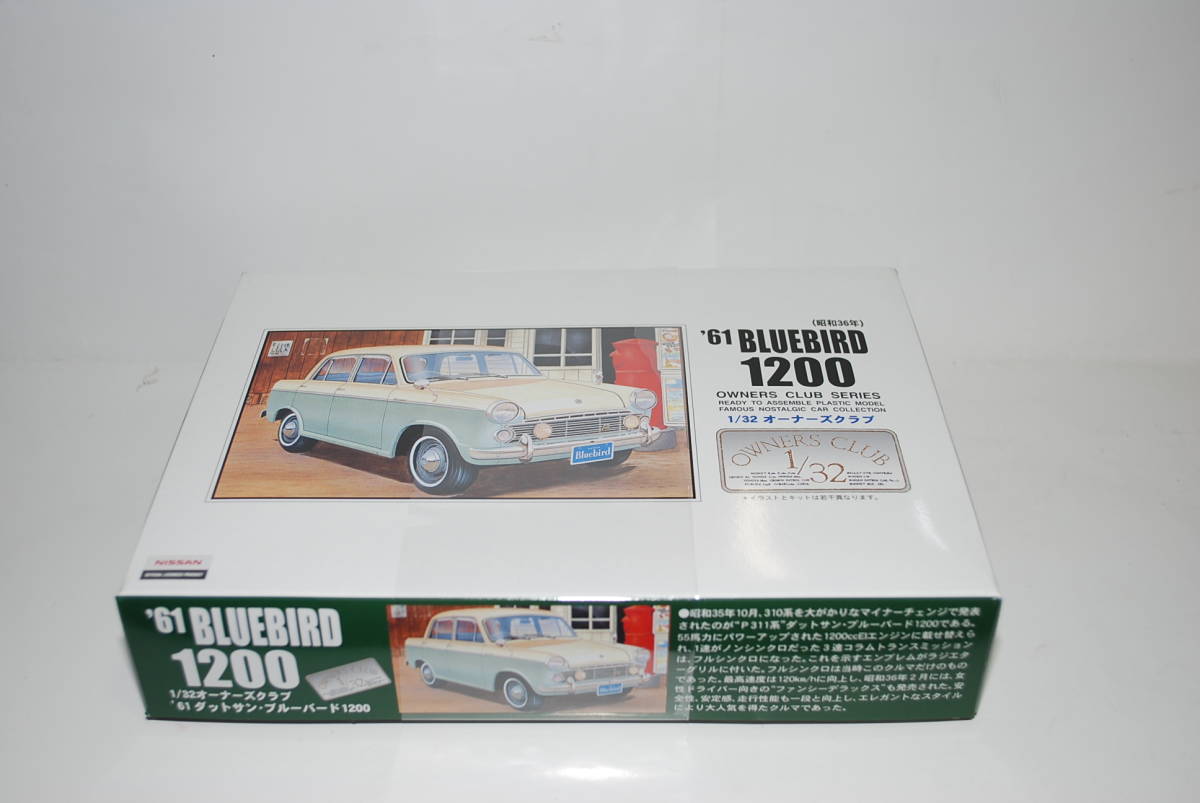 (昭和36年)
'61 BLUEBIRD
1200
OWNERS CLUB SERIES
READY TO ASSEMBLE PLASTIC MODEL
FAMOUS NOSTALGIC CAR COLLECTION
1/32 オーナーズクラブ
OWNERS CLUB
1/32
*イラストとキットは若干異なります。
Bluebird
NISSAN
'61 BLUEBIRD
1200
1/32オーナーズクラブ
'61 ダットサン・ブルーバード1200
●昭和35年10月、310系を大がかりなマイナーチェンジで発表
されたのが"P311系"ダットサン・ブルーバード1200である。
55馬力にパワーアップされた1200ccEIエンジンに載せ替えら
れ、1速がノンシンクロだった3速コラムトランスミッション
は、フルシンクロになった。これを示すエンブレムがラジエタ
ーグリルに付いた。フルシンクロは当時このクルマだけのもの
であった。最高速度は120km/hに向上し、昭和36年2月には、女
性ドライバー向きの"ファンシーデラックス"も発売された。安
全性、安定感、走行性能も一段と向上し、エレガントなスタイル
により大人気を得たクルマであった。